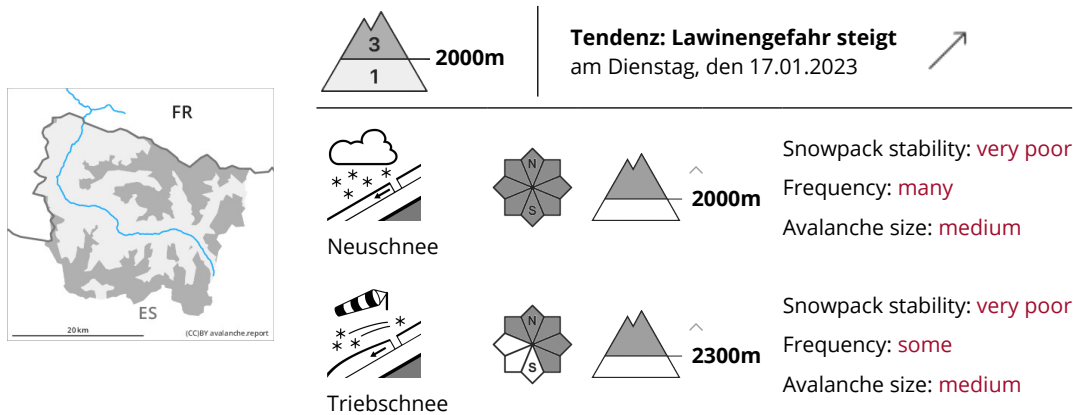 3
1
2000m
Tendenz: Lawinengefahr steigt
am Dienstag, den 17.01.2023
FR
ES
20 km
(CC)BY avalanche.report
Neuschnee
N
S
2000m
Snowpack stability: very poor
Frequency: many
Avalanche size: medium
Triebschnee
N
S
2300m
Snowpack stability: very poor
Frequency: some
Avalanche size: medium